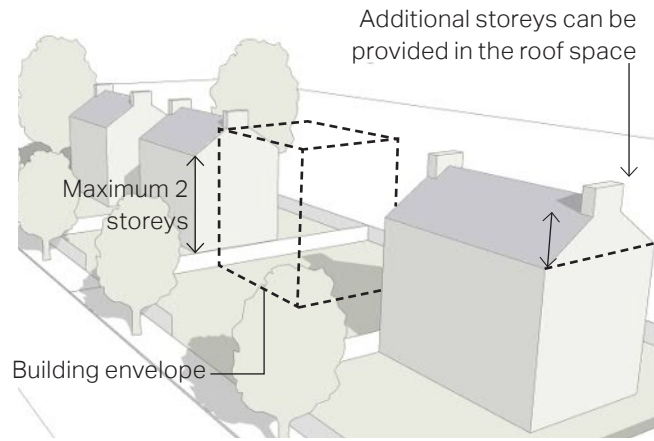 Additional storeys can be
provided in the roof space
Maximum 2
storeys
Building envelope